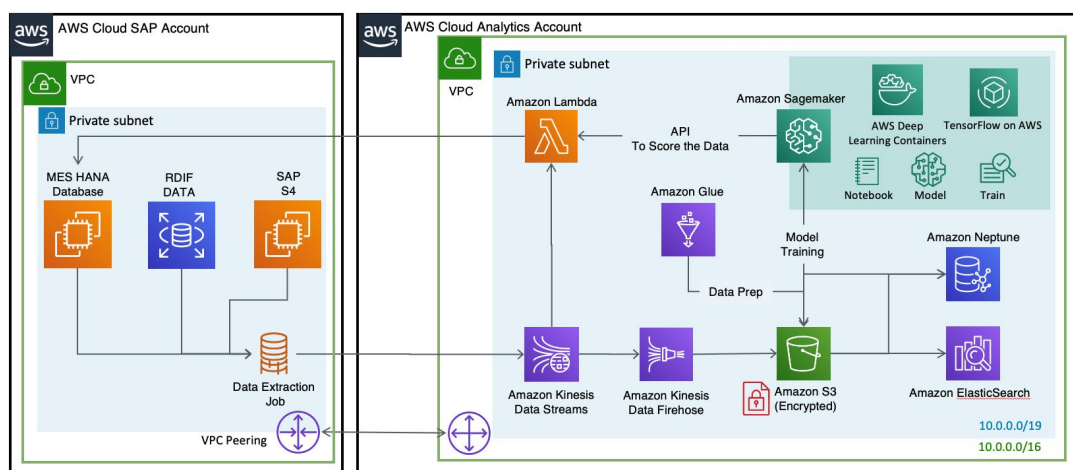 aws
AWS Cloud SAP Account
VPC
Private subnet
MES HANA
Database
RDIF
DATA
SAP
S4
Data Extraction
Job
VPC Peering
aws
AWS Cloud Analytics Account
VPC
Private subnet
Amazon Lambda
API
To Score the Data
Amazon Sagemaker
AWS Deep
Learning Containers
TensorFlow on AWS
Notebook
Model
Train
Amazon Glue
Model
Training
Data Prep
Amazon Neptune
Amazon Kinesis
Data Streams
Amazon Kinesis
Data Firehose
Amazon S3
(Encrypted)
Amazon ElasticSearch
10.0.0.0/19
10.0.0.0/16